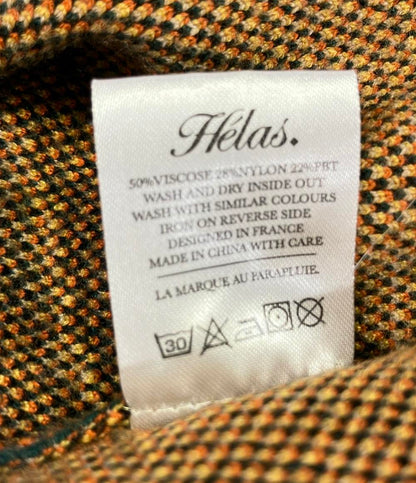 Hélas.
50%VISCOSE 28%NYLON 22%PBT
WASH AND DRY INSIDE OUT
WASH WITH SIMILAR COLOURS
IRON ON REVERSE SIDE
DESIGNED IN FRANCE
MADE IN CHINA WITH CARE
LA MARQUE AU PARAPLUIE.
30